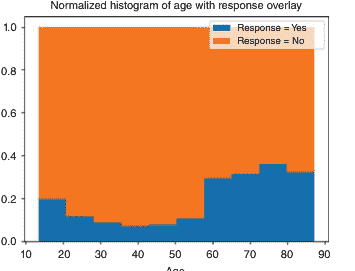 Normalized histogram of age with response overlay
Response = Yes
Response = No
1.0
0.8
0.6
0.4
0.2
0.0
10 20 30 40 50 60 70 80 90
Age